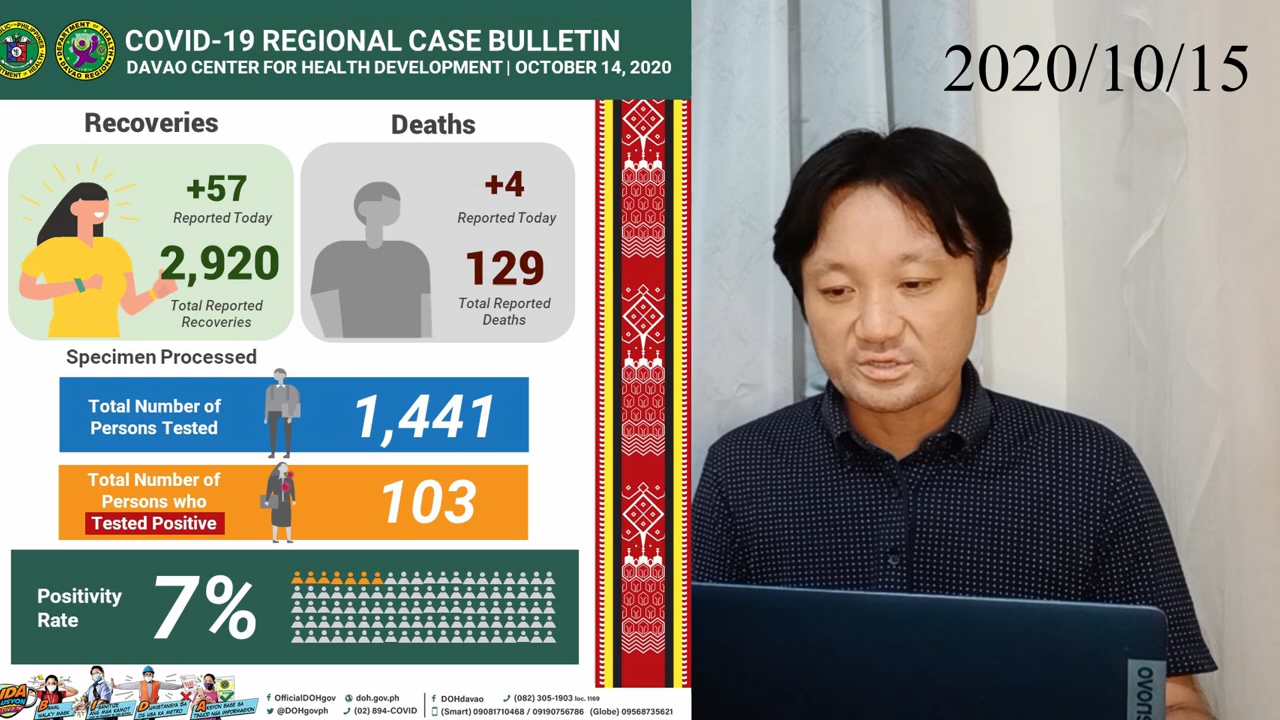 COVID-19 REGIONAL CASE BULLETIN
DAVAO CENTER FOR HEALTH DEVELOPMENT | OCTOBER 14, 2020
2020/10/15
Recoveries
+57
Reported Today
2,920
Total Reported
Recoveries
Deaths
+4
Reported Today
129
Total Reported
Deaths
Specimen Processed
Total Number of
Persons Tested
1,441
Total Number of
Persons who
Tested Positive
103
Positivity
Rate
7%
OfficialDOHgov
doh.gov.ph
@DOHgovph
(02) 894-COVID
DOHdavao
(082) 305-1903 loc. 1169
(Smart) 09081710468 / 09190756786 (Globe) 09568735621